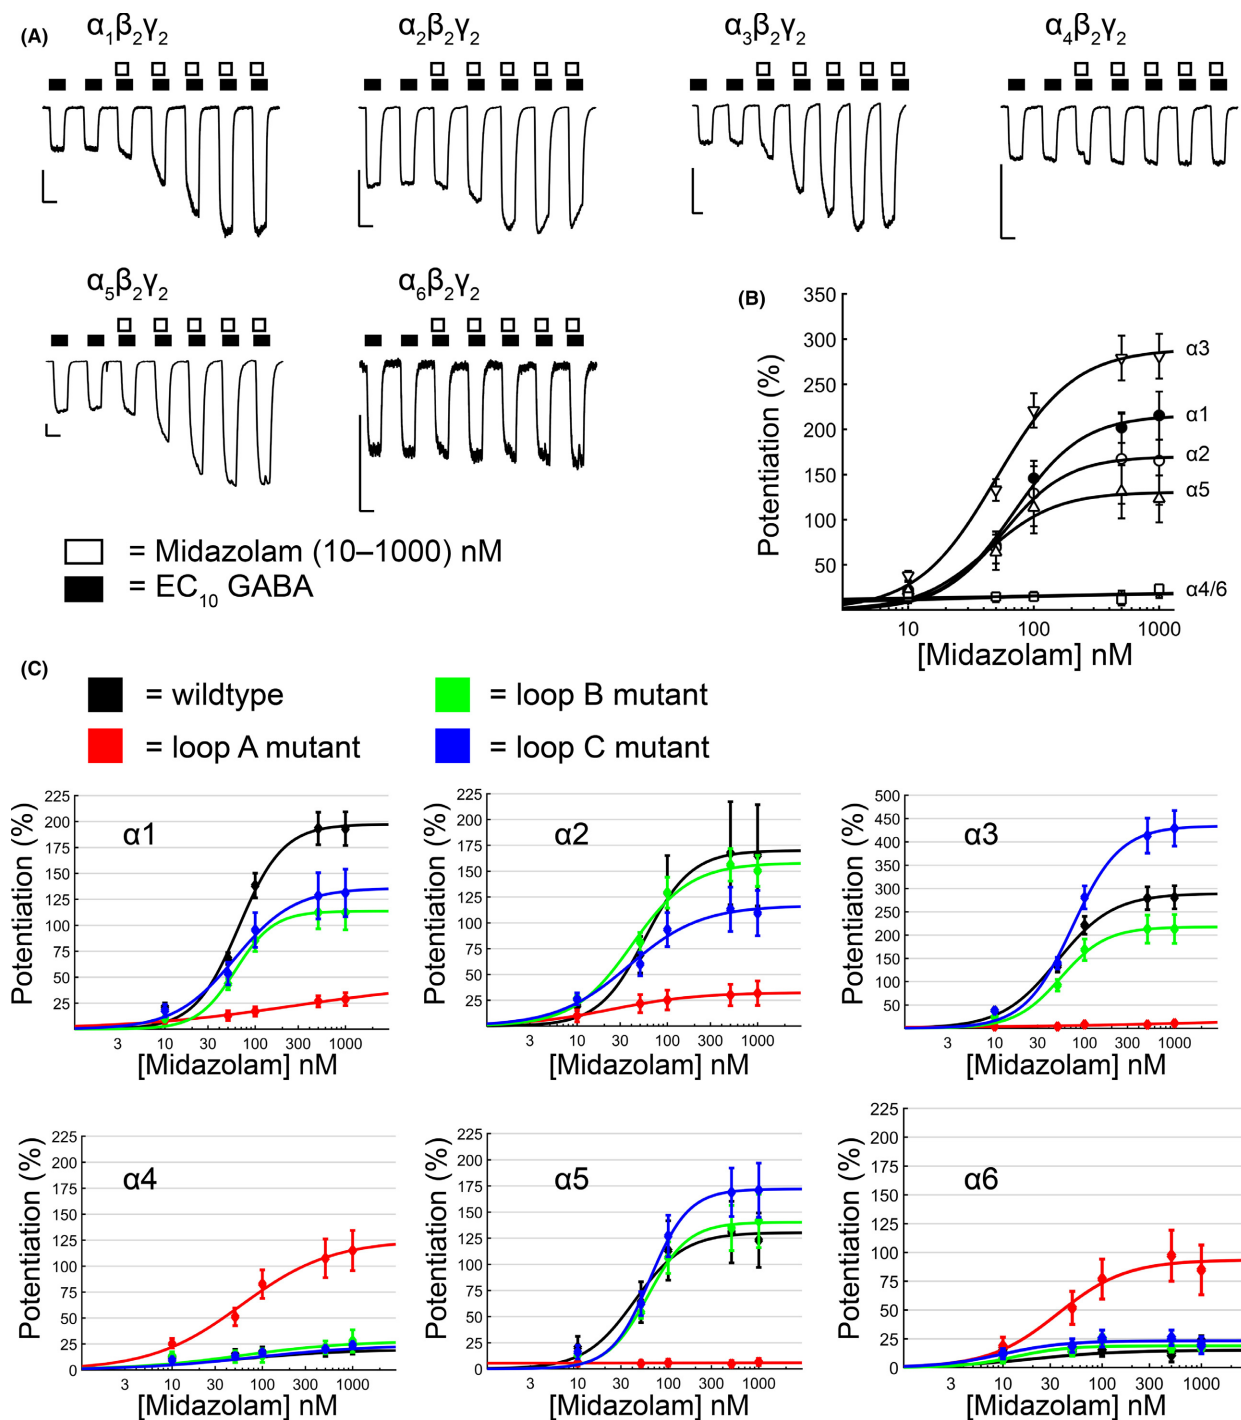 (A)
α1β2γ2
α2β2γ2
α3β2γ2
α4β2γ2
α5β2γ2
α6β2γ2
= Midazolam (10–1000) nM
= EC10 GABA
(B)
Potentiation (%)
350
300
250
200
150
100
50
α3
α1
α2
α5
α4/6
10 100 1000
[Midazolam] nM
(C)
= wildtype
= loop B mutant
= loop A mutant
= loop C mutant
α1
Potentiation (%)
225
200
175
150
125
100
75
50
25
3 10 30 100 300 1000
[Midazolam] nM
α2
Potentiation (%)
225
200
175
150
125
100
75
50
25
0
3 10 30 100 300 1000
[Midazolam] nM
α3
Potentiation (%)
500
450
400
350
300
250
200
150
100
50
3 10 30 100 300 1000
[Midazolam] nM
α4
Potentiation (%)
225
200
175
150
125
100
75
50
25
0
3 10 30 100 300 1000
[Midazolam] nM
α5
Potentiation (%)
225
200
175
150
125
100
75
50
25
0
3 10 30 100 300 1000
[Midazolam] nM
α6
Potentiation (%)
225
200
175
150
125
100
75
50
25
0
3 10 30 100 300 1000
[Midazolam] nM